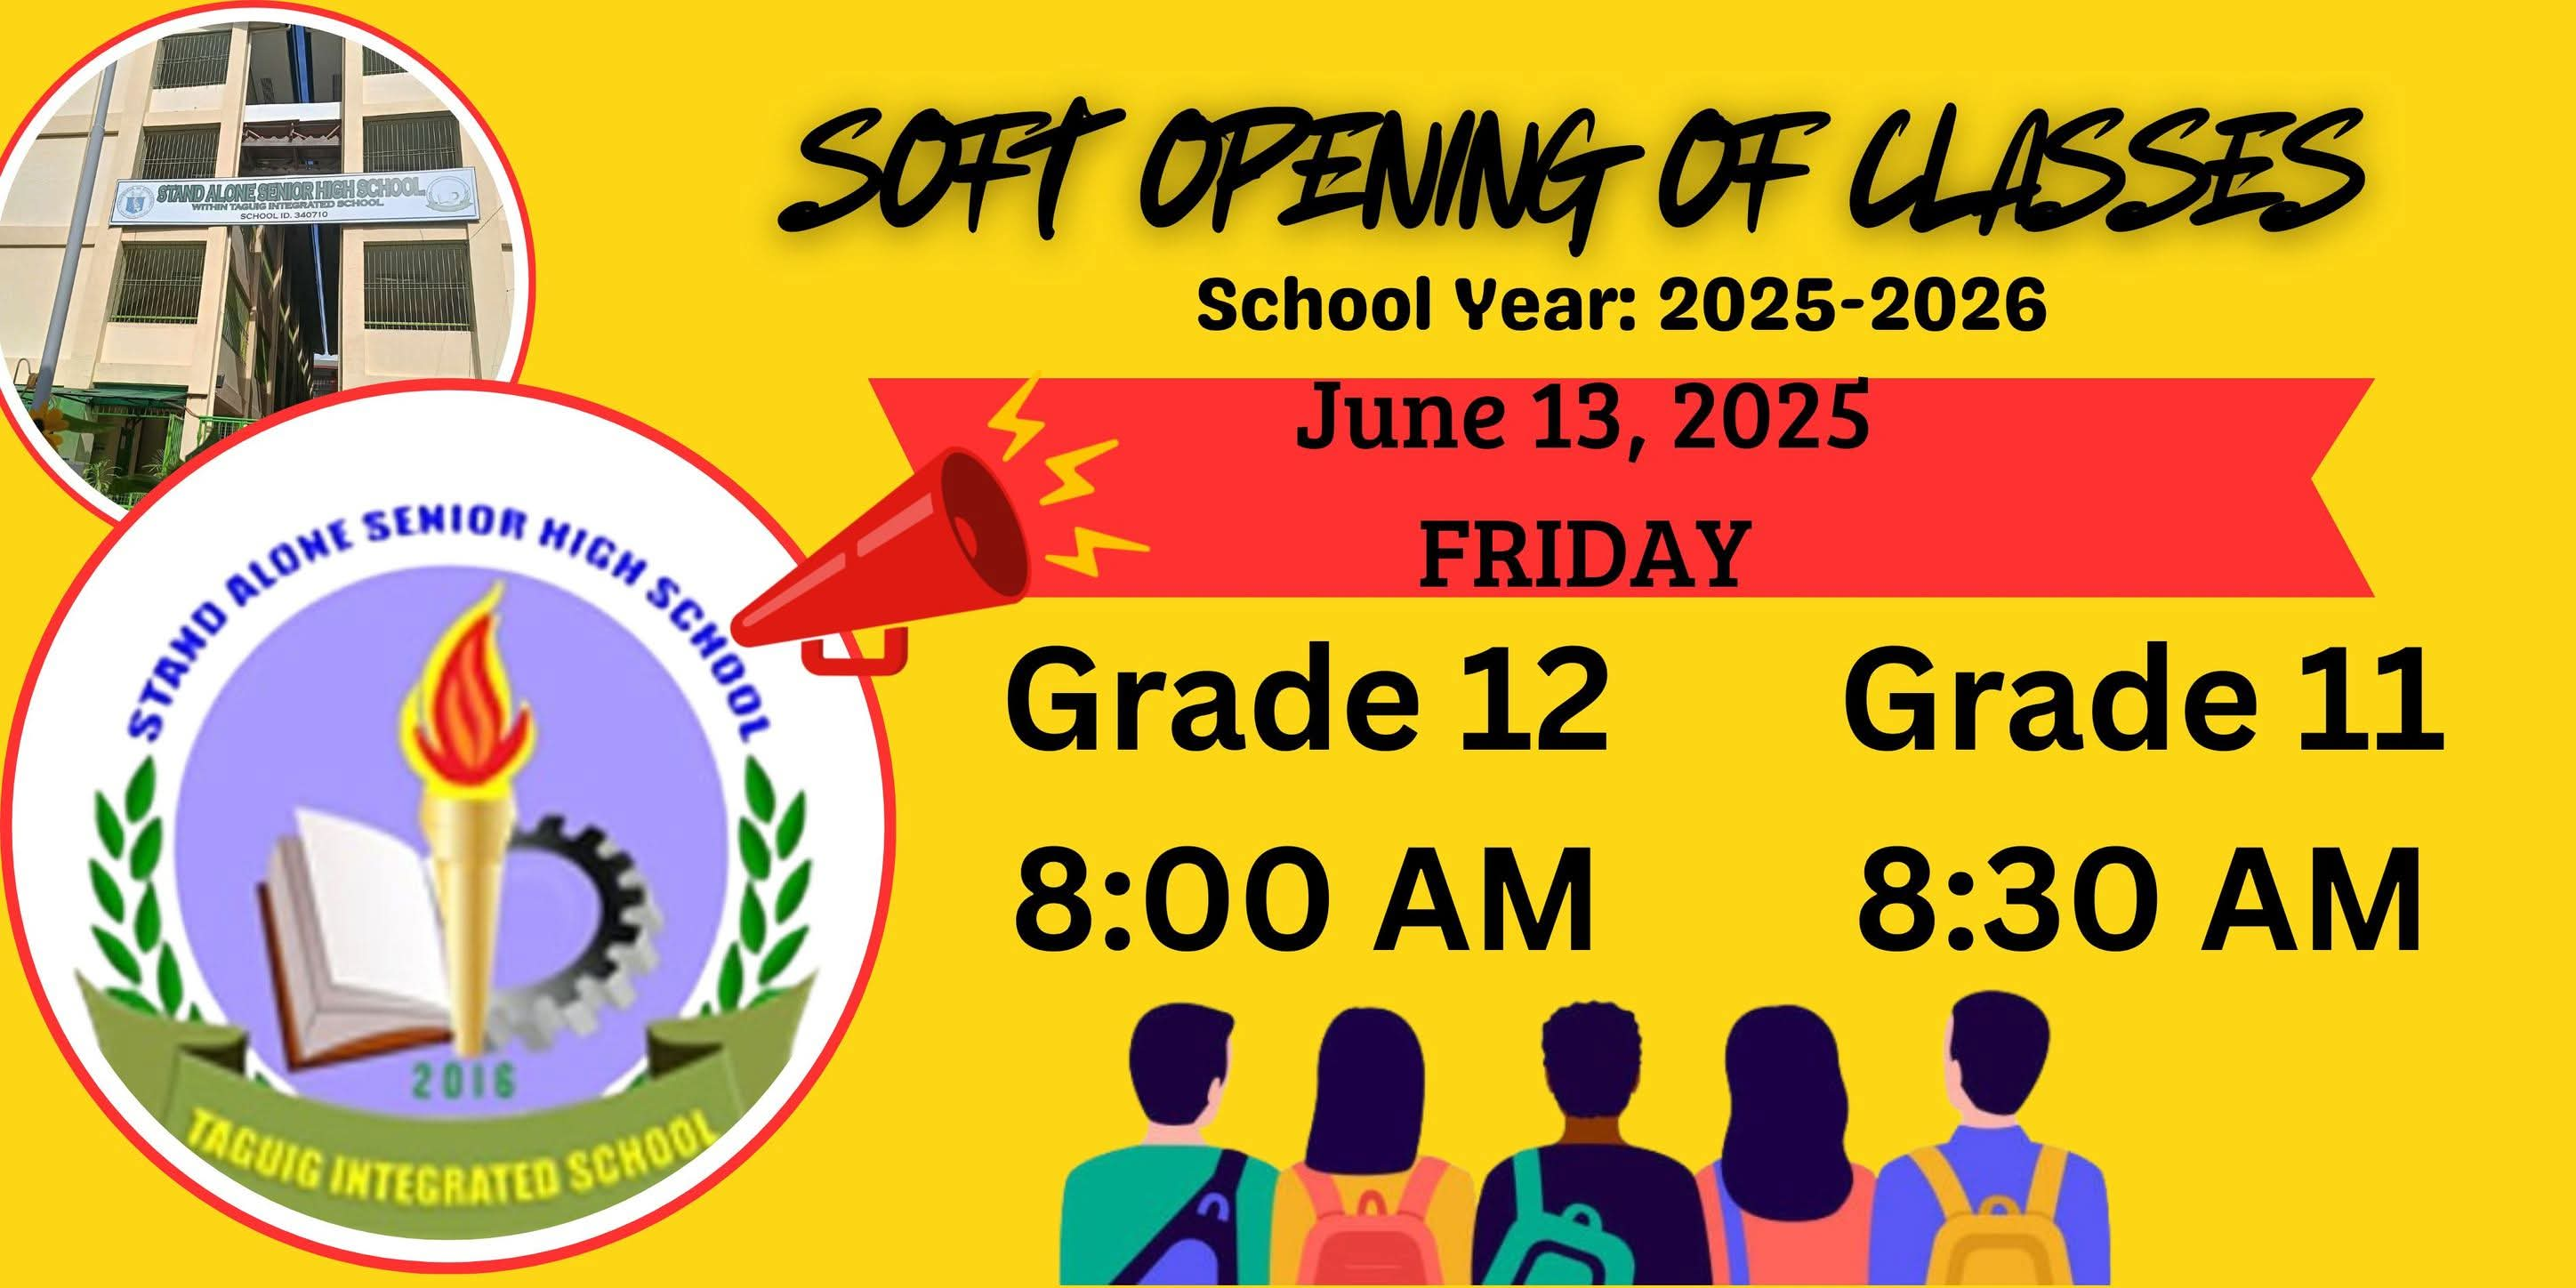 STAND ALONE SENIOR HIGH SCHOOL
WITHIN TAGUIG INTEGRATED SCHOOL
SCHOOL ID. 340710
SOFT OPENING OF CLASSES
School Year: 2025-2026
June 13, 2025
FRIDAY
STAND ALONE SENIOR HIGH SCHOOL
2016
TAGUIG INTEGRATED SCHOOL
Grade 12
8:00 AM
Grade 11
8:30 AM